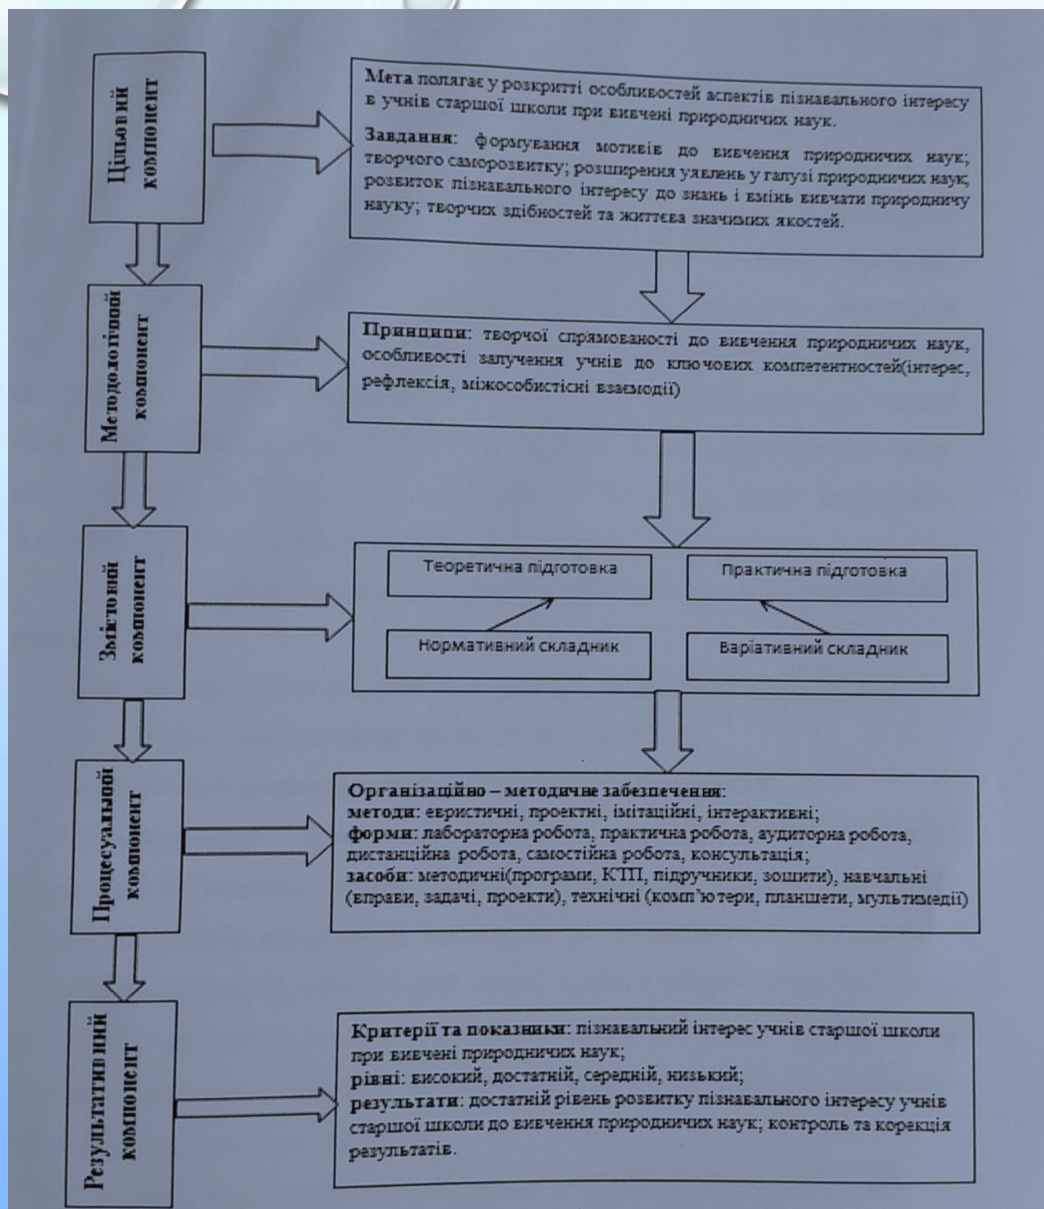 Цільовий
компонент
Мета полягає у розкритті особливостей аспектів пізнавального інтересу
в учнів старшої школи при вивчені природничих наук.
Завдання: формування мотивів до вивчення природничих наук;
творчого саморозвитку; розширення уявлень у галузі природничих наук,
розвиток пізнавального інтересу до знань і вмінь вивчати природничу
науку; творчих здібностей та життєва значимих якостей.
Методологічний
компонент
Принципи: творчої спрямованості до вивчення природничих наук,
особливості залучення учнів до ключових компетентностей(інтерес,
рефлексія, міжособистісні взаємодії)
Змістовий
компонент
Теоретична підготовка
Практична підготовка
Нормативний складник
Варіативний складник
Процесуальний
компонент
Організаційно – методичне забезпечення:
методи: евристичні, проектні, імітаційні, інтерактивні;
форми: лабораторна робота, практична робота, аудиторна робота,
дистанційна робота, самостійна робота, консультація;
засоби: методичні(програми, КТП, підручники, зошити), навчальні
(вправи, задачі, проекти), технічні (комп’ютери, планшети, мультимедії)
Результативний
компонент
Критерії та показники: пізнавальний інтерес учнів старшої школи
при вивчені природничих наук;
рівні: високий, достатній, середній, низький;
результати: достатній рівень розвитку пізнавального інтересу учнів
старшої школи до вивчення природничих наук; контроль та корекція
результатів.